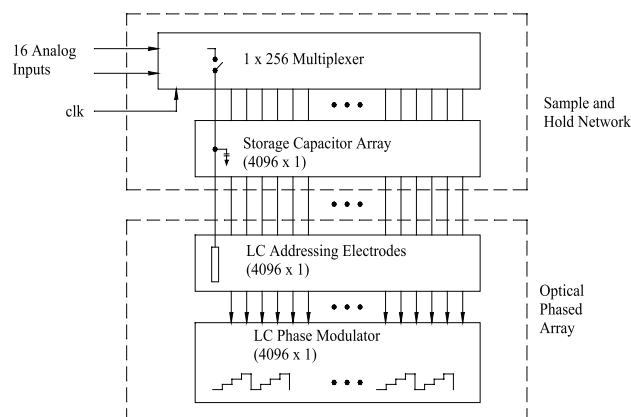 16 Analog
Inputs
clk
1 x 256 Multiplexer
Storage Capacitor Array
(4096 x 1)
Sample and
Hold Network
LC Addressing Electrodes
(4096 x 1)
LC Phase Modulator
(4096 x 1)
Optical
Phased
Array